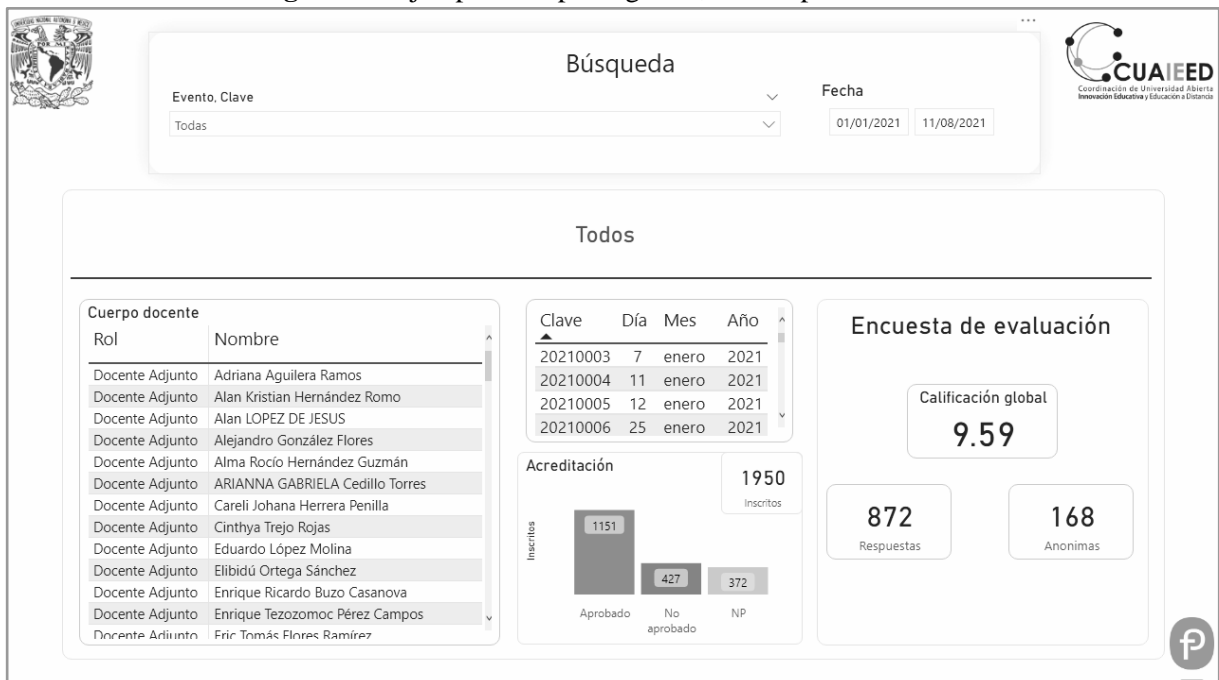 Búsqueda
Evento, Clave
Todas
Fecha
01/01/2021 11/08/2021
CUAIEED
Coordinación de Universidad Abierta
Innovación Educativa y Educación a Distancia
Todos
Cuerpo docente
Rol Nombre
Docente Adjunto Adriana Aguilera Ramos
Docente Adjunto Alan Kristian Hernández Romo
Docente Adjunto Alan LOPEZ DE JESUS
Docente Adjunto Alejandro González Flores
Docente Adjunto Alma Rocío Hernández Guzmán
Docente Adjunto ARIANNA GABRIELA Cedillo Torres
Docente Adjunto Careli Johana Herrera Penilla
Docente Adjunto Cinthya Trejo Rojas
Docente Adjunto Eduardo López Molina
Docente Adjunto Elibidú Ortega Sánchez
Docente Adjunto Enrique Ricardo Buzo Casanova
Docente Adjunto Enrique Tezozomoc Pérez Campos
Docente Adjunto Eric Tomás Flores Ramírez
Clave Día Mes Año
20210003 7 enero 2021
20210004 11 enero 2021
20210005 12 enero 2021
20210006 25 enero 2021
Acreditación
1950
Inscritos
Inscritos
1151
427
372
Aprobado
No aprobado
NP
Encuesta de evaluación
Calificación global
9.59
872
Respuestas
168
Anonimas